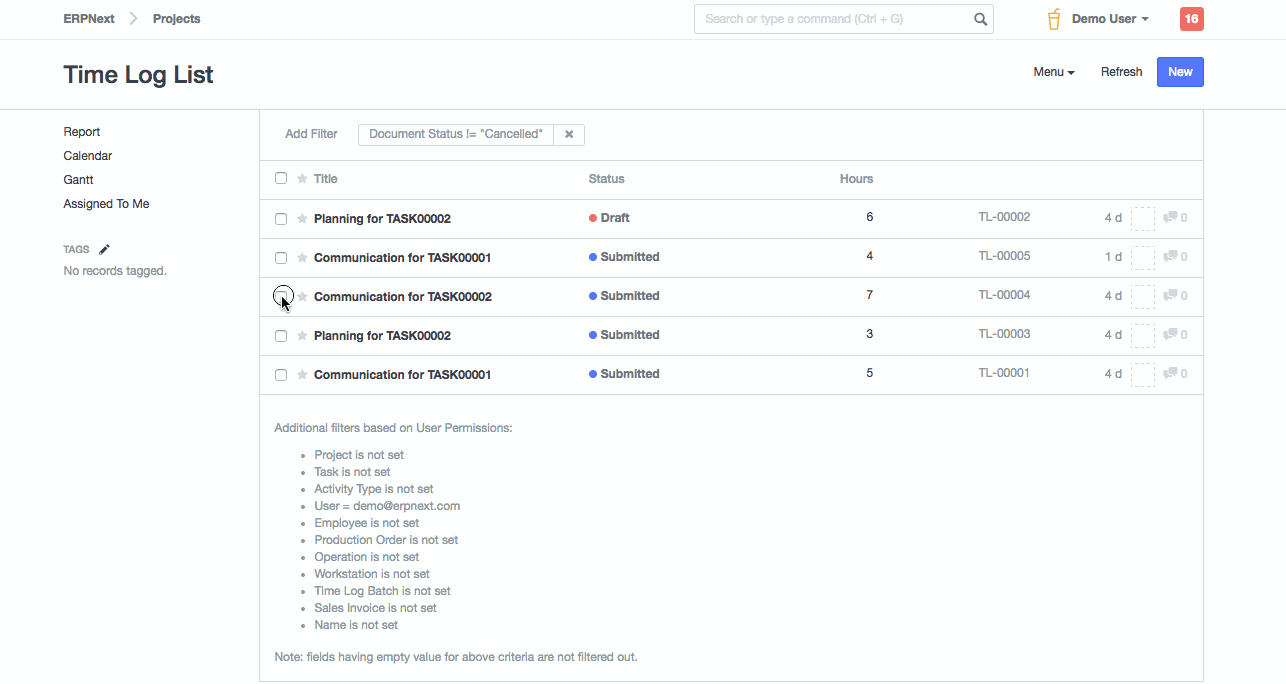 ERPNext Projects Search or type a command (Ctrl + G) Demo User 16
Time Log List Menu Refresh New
Report
Calendar
Gantt
Assigned To Me
TAGS
No records tagged.
Add Filter Document Status != "Cancelled"
Title Status Hours
Planning for TASK00002 Draft 6 TL-00002 4 d 0
Communication for TASK00001 Submitted 4 TL-00005 1 d 0
Communication for TASK00002 Submitted 7 TL-00004 4 d 0
Planning for TASK00002 Submitted 3 TL-00003 4 d 0
Communication for TASK00001 Submitted 5 TL-00001 4 d 0
Additional filters based on User Permissions:
Project is not set
Task is not set
Activity Type is not set
User = demo@erpnext.com
Employee is not set
Production Order is not set
Operation is not set
Workstation is not set
Time Log Batch is not set
Sales Invoice is not set
Name is not set
Note: fields having empty value for above criteria are not filtered out.